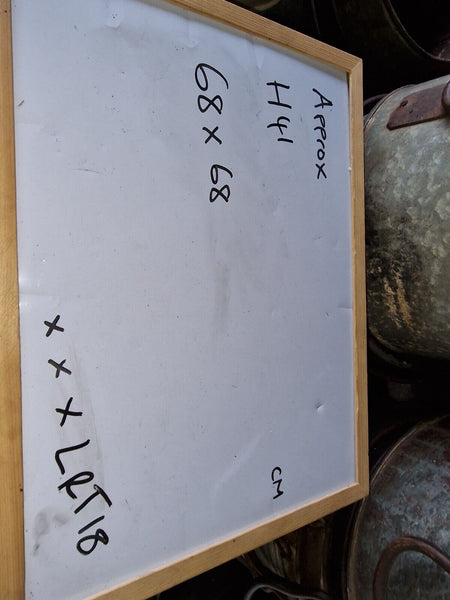 Approx
H41
68 x 68
CM
x x x LRT18